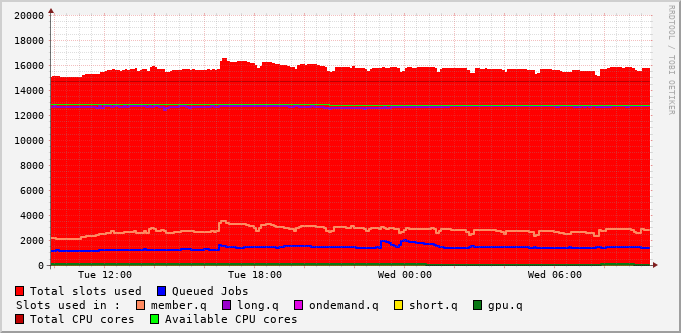 20000
18000
16000
14000
12000
10000
8000
6000
4000
2000
0
Tue 12:00 Tue 18:00 Wed 00:00 Wed 06:00
Total slots used Queued Jobs
Slots used in : member.q long.q ondemand.q short.q gpu.q
Total CPU cores Available CPU cores
RRDTOOL / TOBI OETIKER